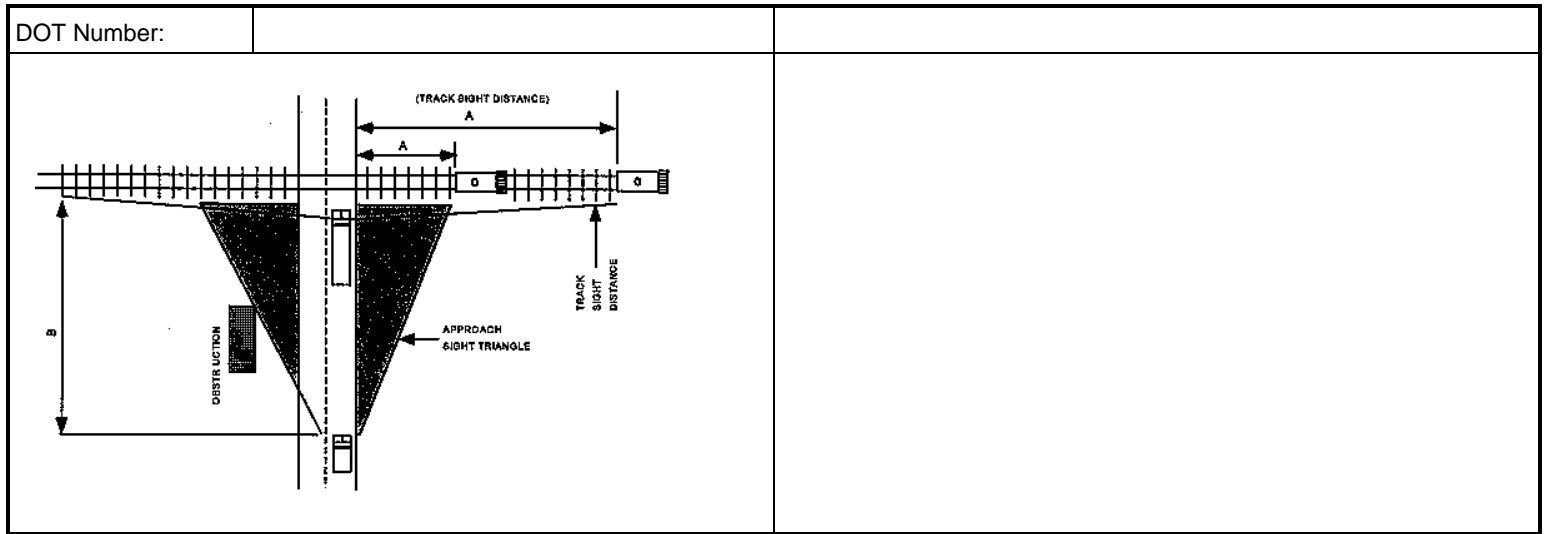 DOT Number:
(TRACK SIGHT DISTANCE)
A
A
B
OBSTRUCTION
APPROACH
SIGHT TRIANGLE
TRACK
SIGHT
DISTANCE